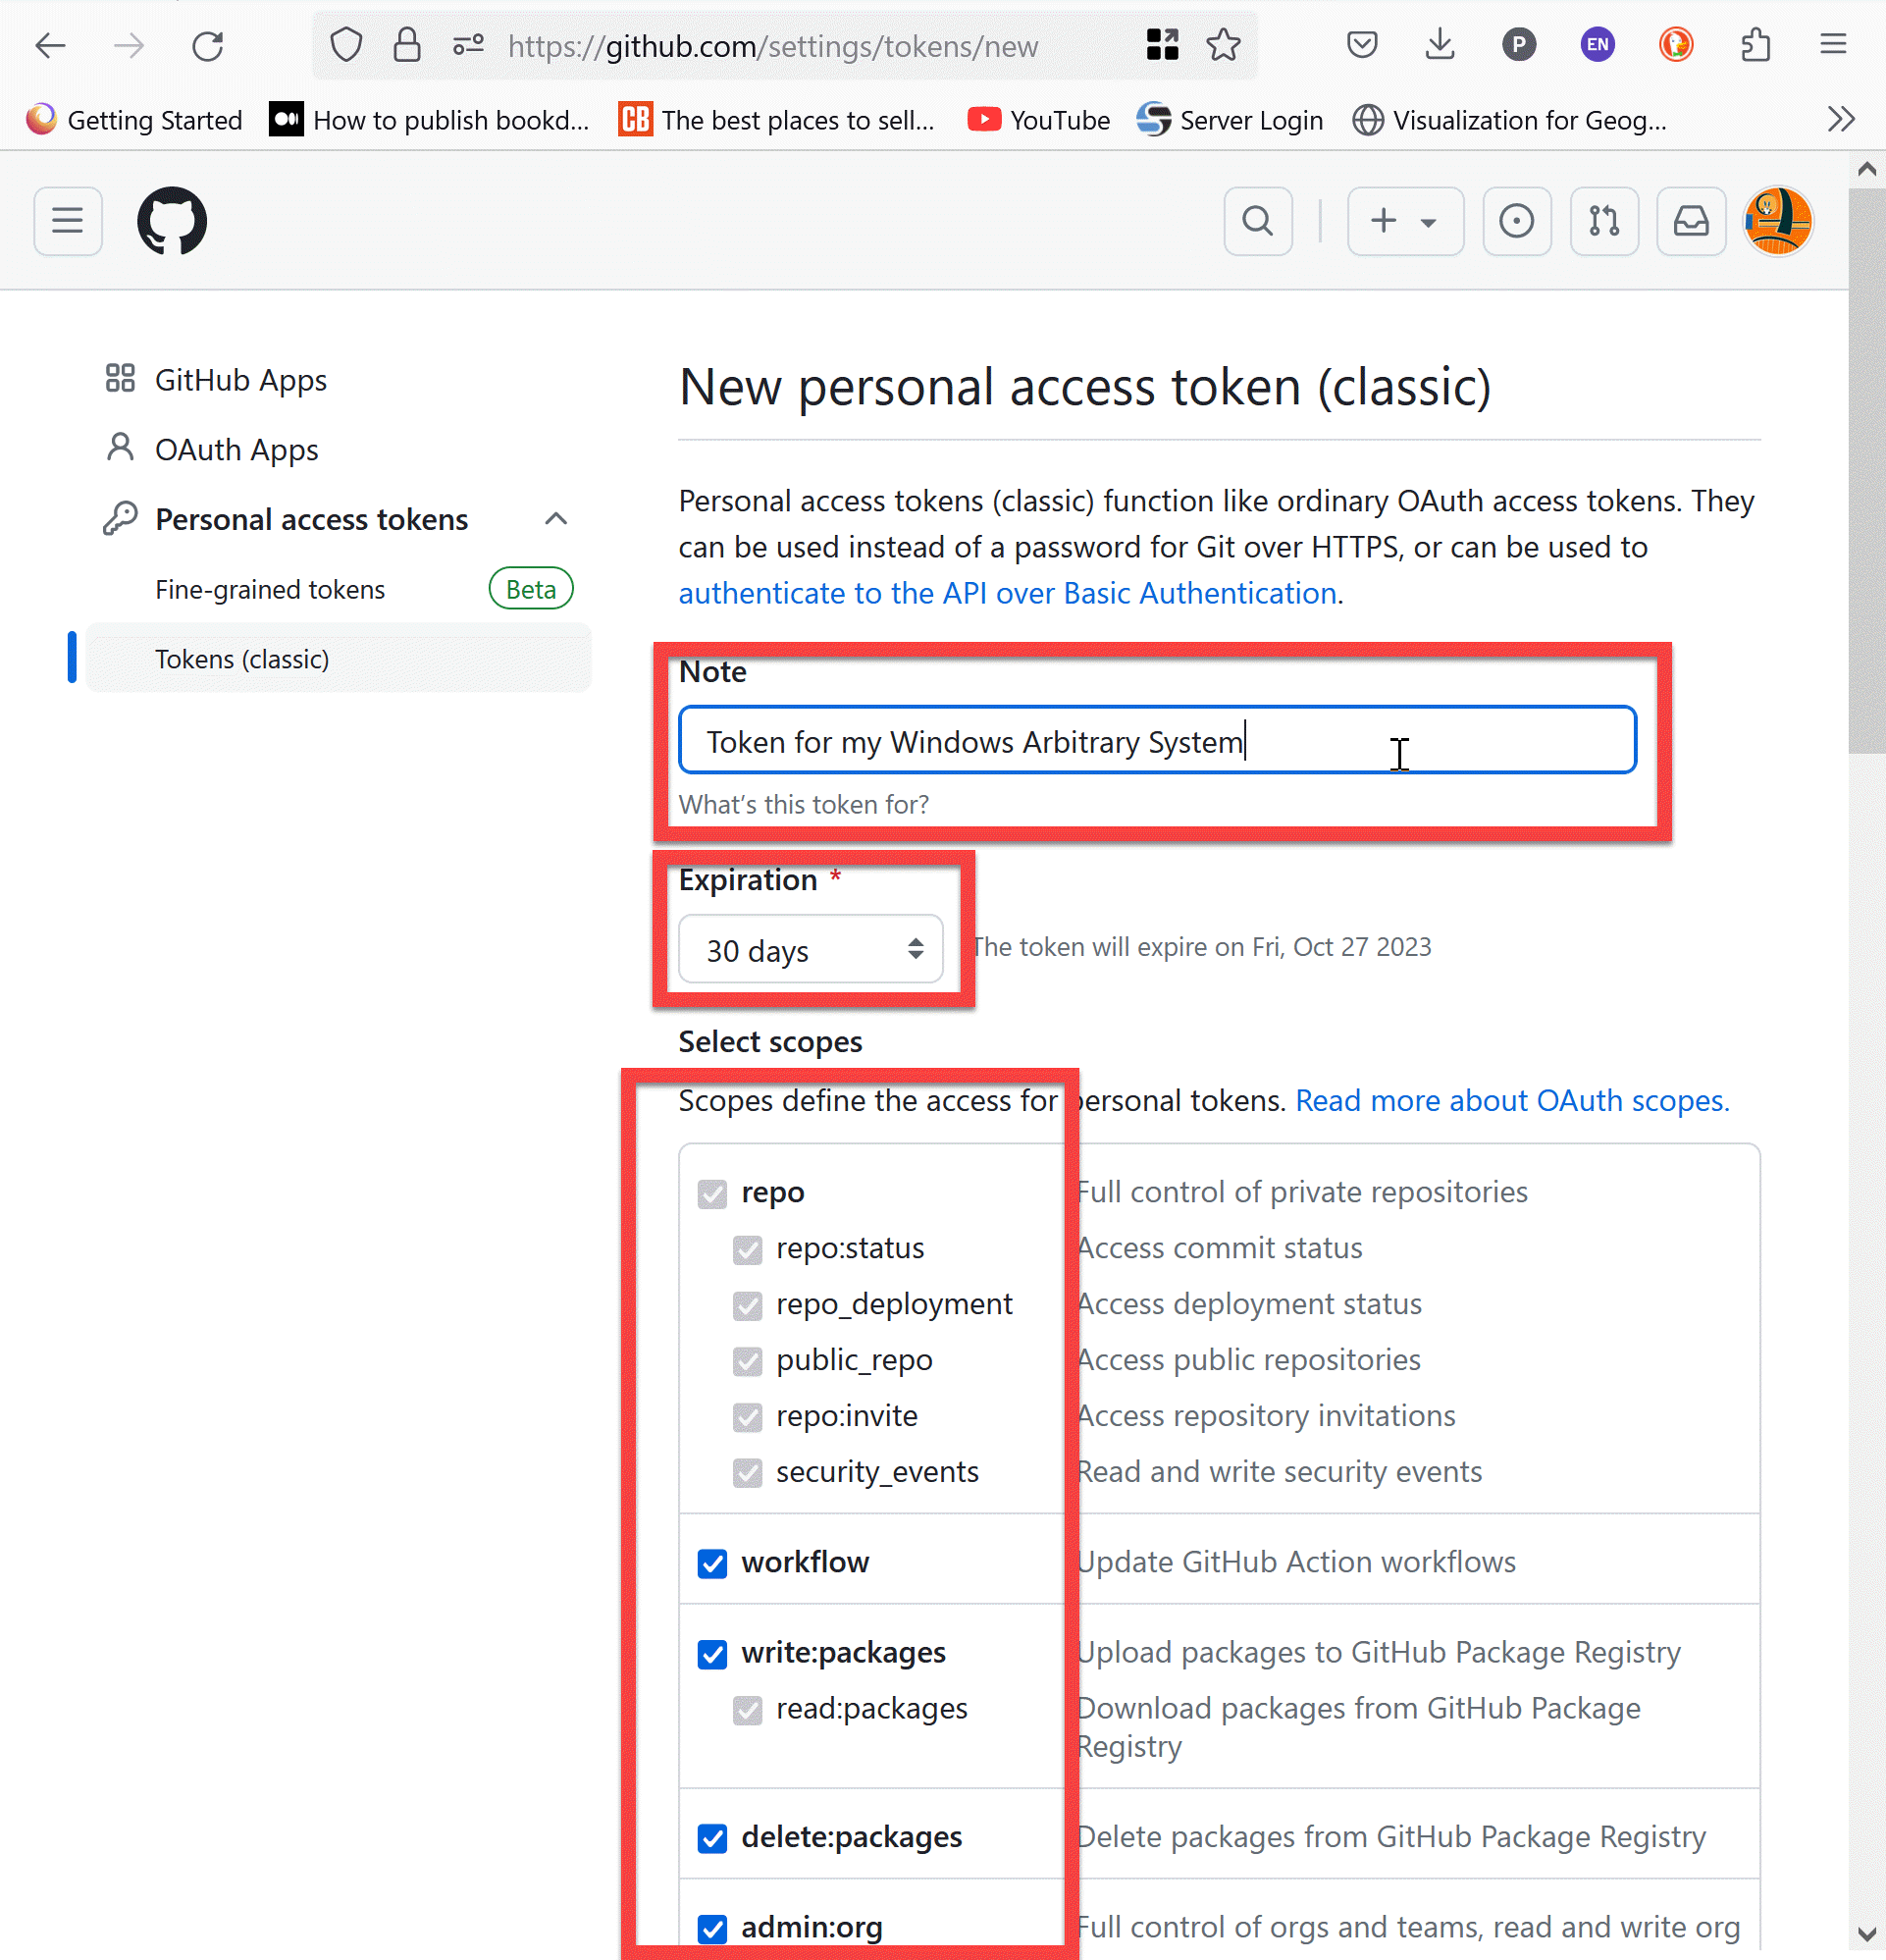 https://github.com/settings/tokens/new
P
EN
Getting Started
How to publish bookd...
CB
The best places to sell...
YouTube
Server Login
Visualization for Geog...
GitHub Apps
OAuth Apps
Personal access tokens
Fine-grained tokens
Beta
Tokens (classic)
New personal access token (classic)
Personal access tokens (classic) function like ordinary OAuth access tokens. They
can be used instead of a password for Git over HTTPS, or can be used to
authenticate to the API over Basic Authentication.
Note
Token for my Windows Arbitrary System
What's this token for?
Expiration *
30 days
The token will expire on Fri, Oct 27 2023
Select scopes
Scopes define the access for personal tokens. Read more about OAuth scopes.
repo Full control of private repositories
repo:status Access commit status
repo_deployment Access deployment status
public_repo Access public repositories
repo:invite Access repository invitations
security_events Read and write security events
workflow Update GitHub Action workflows
write:packages Upload packages to GitHub Package Registry
read:packages Download packages from GitHub Package
Registry
delete:packages Delete packages from GitHub Package Registry
admin:org Full control of orgs and teams, read and write org